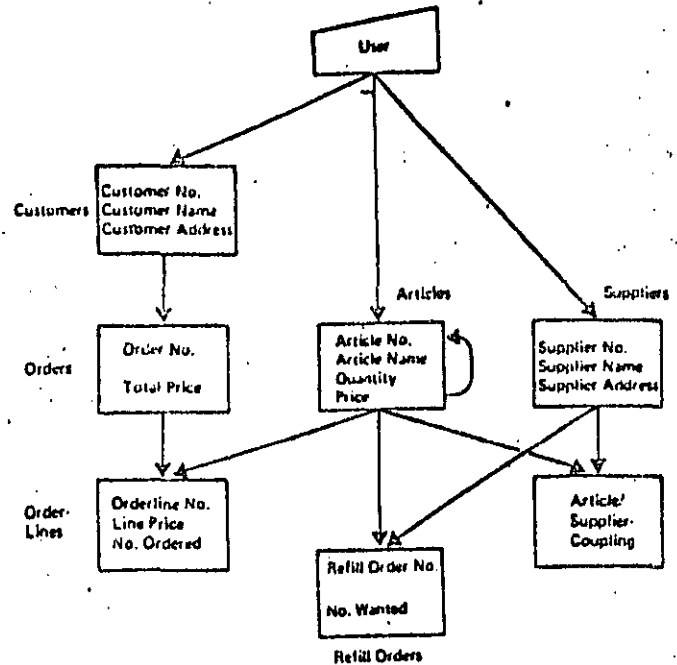 User
Customers
Customer No.
Customer Name
Customer Address
Articles
Suppliers
Orders
Order No.
Total Price
Article No.
Article Name
Quantity
Price
Supplier No.
Supplier Name
Supplier Address
Order-
Lines
Orderline No.
Line Price
No. Ordered
Article/
Supplier-
Coupling
Refill Order No.
No. Wanted
Refill Orders